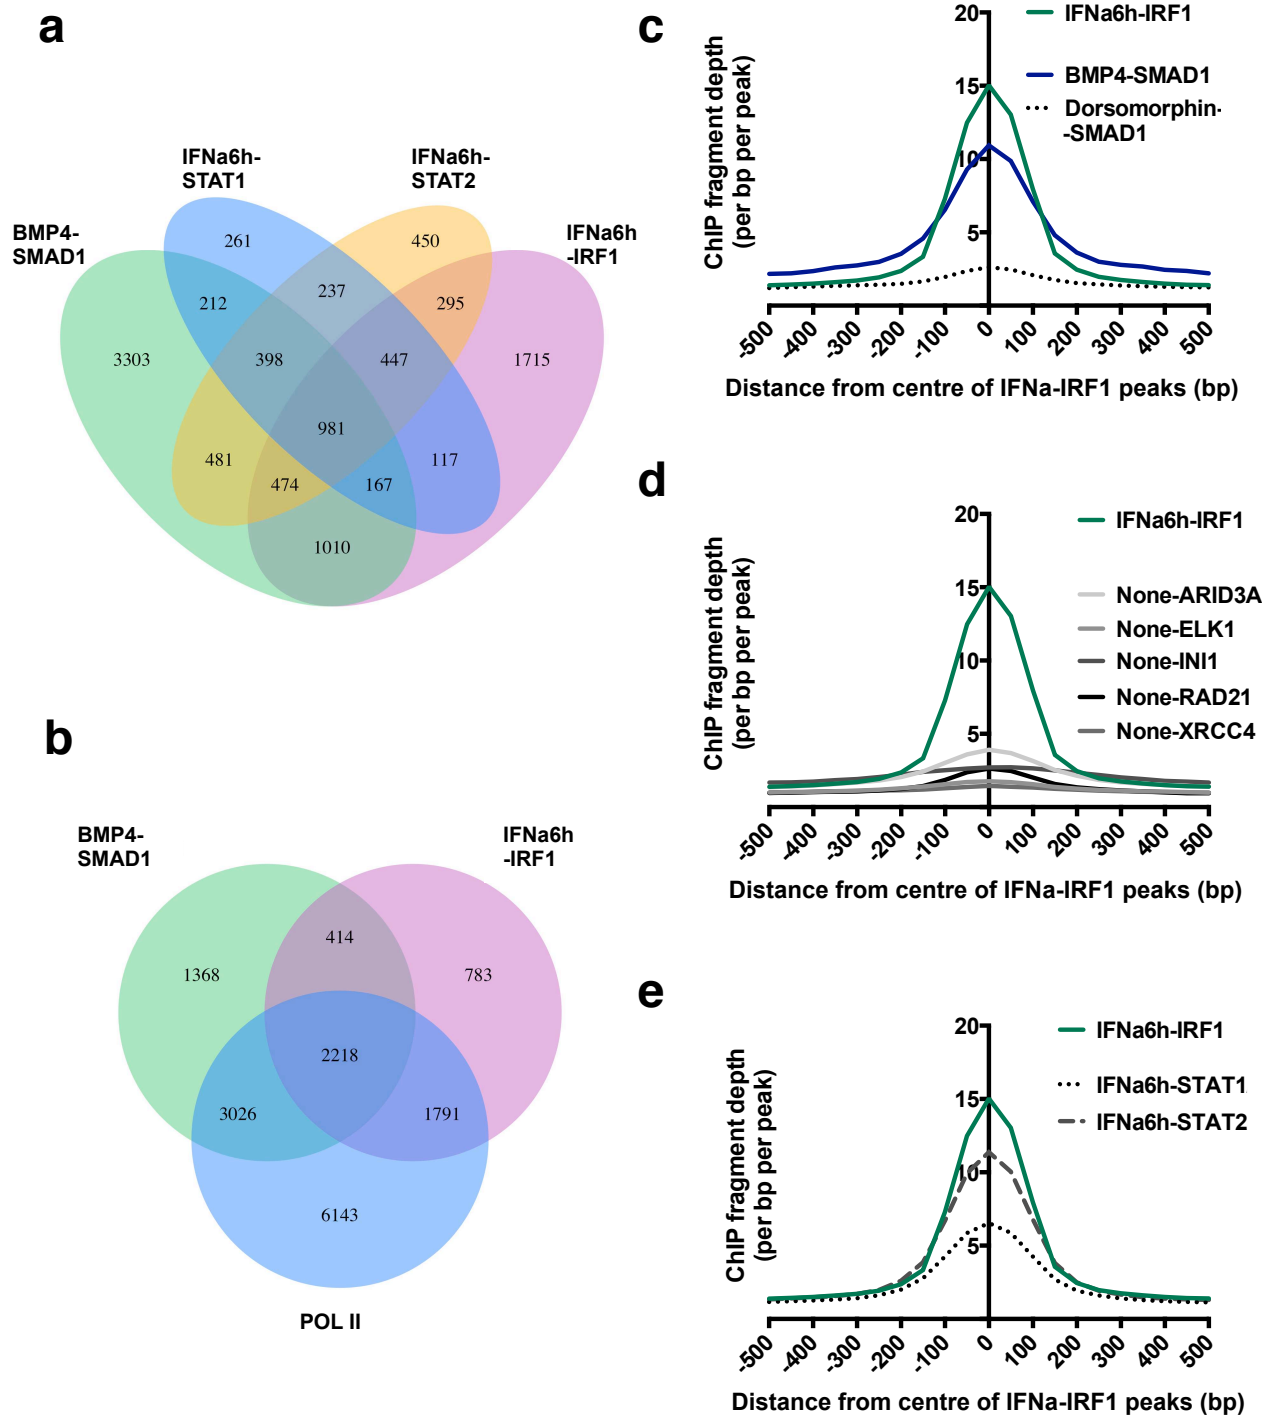 a
IFNa6h-
STAT1
IFNa6h-
STAT2
BMP4-
SMAD1
IFNa6h
-IRF1
261
450
212
237
295
3303
398
447
1715
981
481
474
167
117
1010
b
BMP4-
SMAD1
IFNa6h
-IRF1
414
1368
783
2218
3026
1791
6143
POL II
c
ChIP fragment depth
(per bp per peak)
20
15
10
5
IFNa6h-IRF1
BMP4-SMAD1
Dorsomorphin-
-SMAD1
-500 -400 -300 -200 -100 0 100 200 300 400 500
Distance from centre of IFNa-IRF1 peaks (bp)
d
ChIP fragment depth
(per bp per peak)
20
15
10
5
IFNa6h-IRF1
None-ARID3A
None-ELK1
None-INI1
None-RAD21
None-XRCC4
-500 -400 -300 -200 -100 0 100 200 300 400 500
Distance from centre of IFNa-IRF1 peaks (bp)
e
ChIP fragment depth
(per bp per peak)
20
15
10
5
IFNa6h-IRF1
IFNa6h-STAT1
IFNa6h-STAT2
-500 -400 -300 -200 -100 0 100 200 300 400 500
Distance from centre of IFNa-IRF1 peaks (bp)